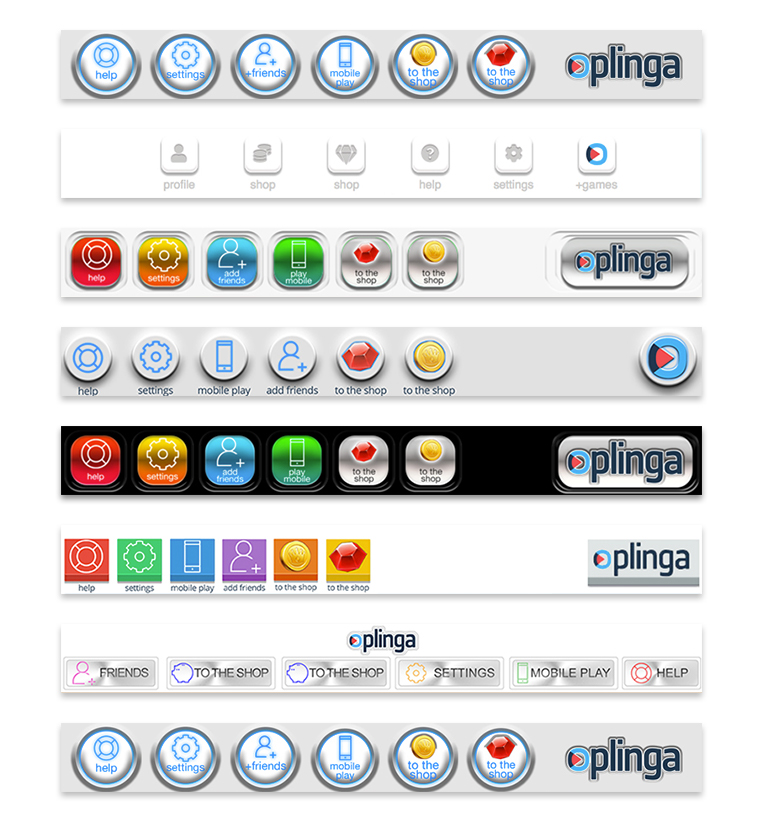 help settings +friends mobile play to the shop to the shop plinga
profile shop shop help settings +games
help settings add friends play mobile to the shop to the shop plinga
help settings mobile play add friends to the shop to the shop
help settings add friends play mobile to the shop to the shop plinga
help settings mobile play add friends to the shop to the shop plinga
plinga
FRIENDS TO THE SHOP TO THE SHOP SETTINGS MOBILE PLAY HELP
help settings +friends mobile play to the shop to the shop plinga